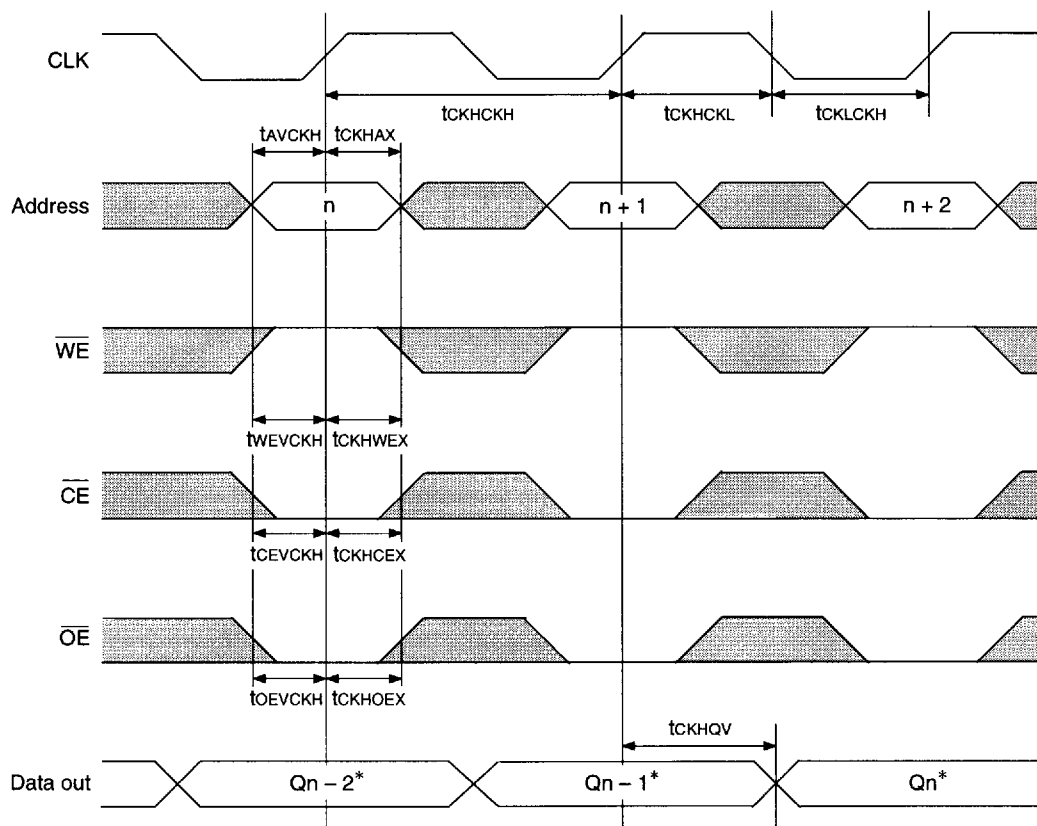 CLK
tCKHCKH
tCKHCKL
tCKLCKH
tAVCKH
tCKHAX
Address
n
n + 1
n + 2
WE
tWEVCKH
tCKHWEX
CE
tCEVCKH
tCKHCEX
OE
tOEVCKH
tCKHOEX
tCKHQV
Data out
Qn – 2*
Qn – 1*
Qn*